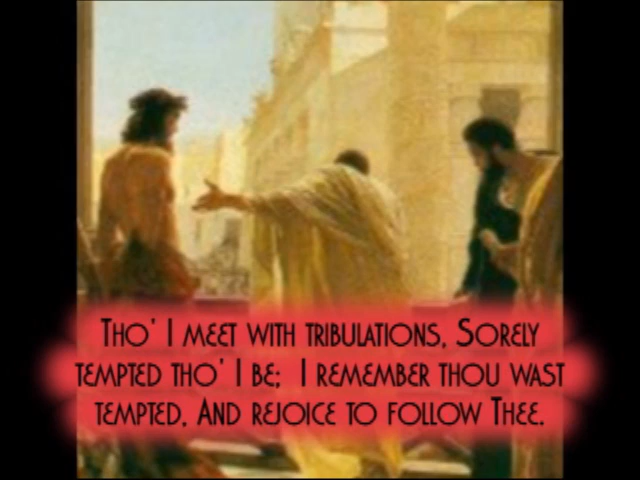 Tho' I meet with tribulations, Sorely
tempted tho' I be;  I remember thou wast
tempted, And rejoice to follow Thee.